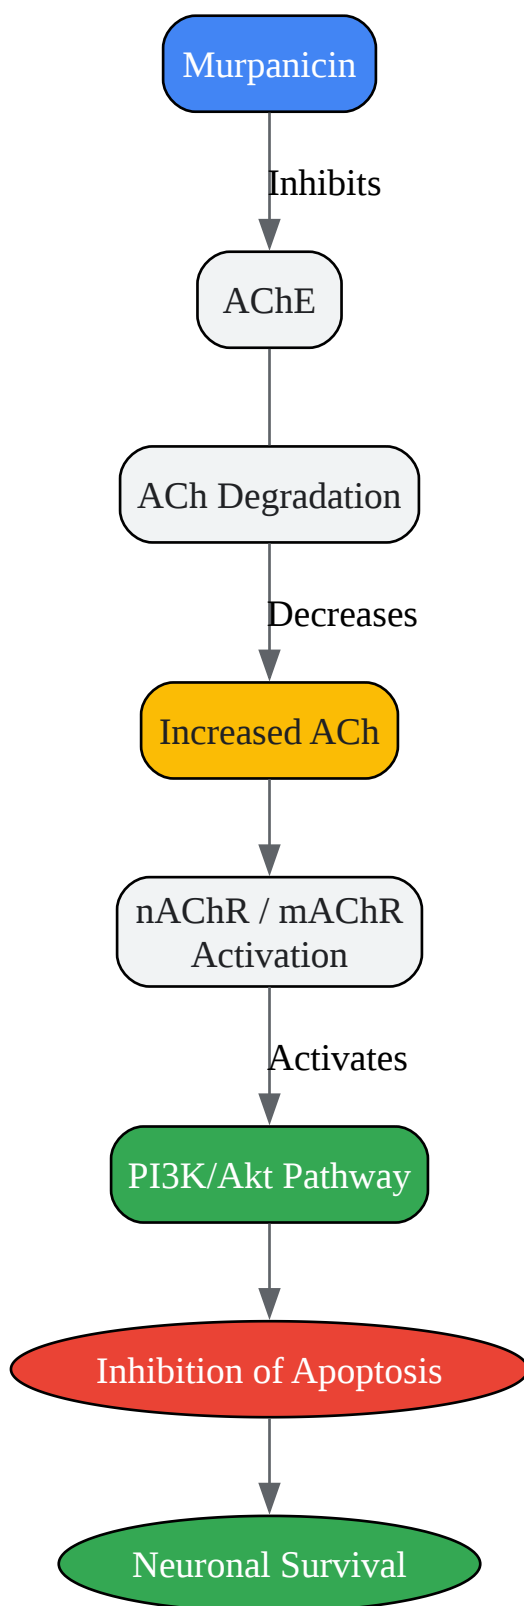 Murpanicin
Inhibits
AChE
ACh Degradation
Decreases
Increased ACh
nAChR / mAChR
Activation
Activates
PI3K/Akt Pathway
Inhibition of Apoptosis
Neuronal Survival